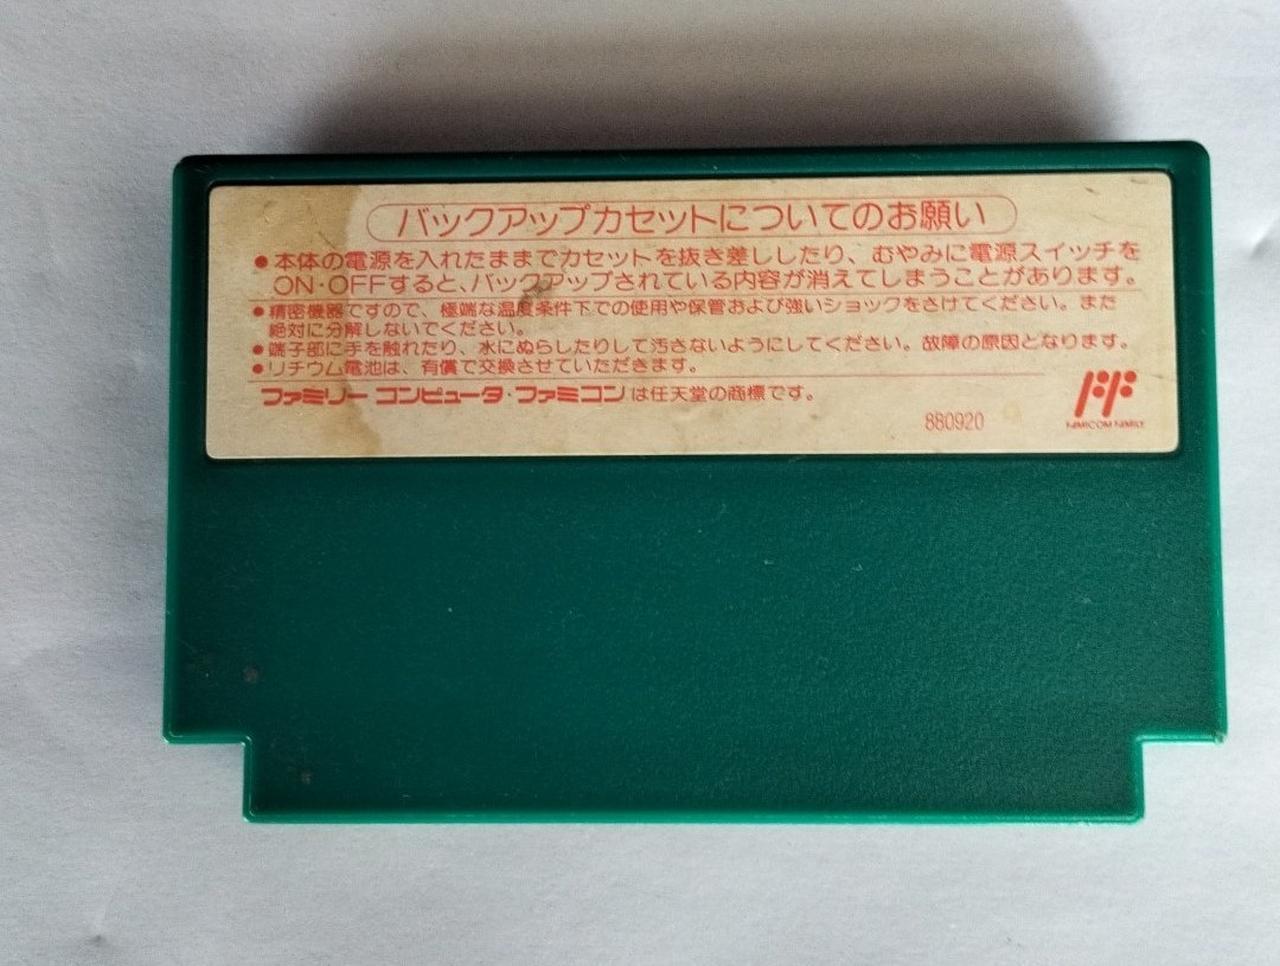 バックアップカセットについてのお願い
●本体の電源を入れたままでカセットを抜き差ししたり、むやみに電源スイッチを
ON・OFFすると、バックアップされている内容が消えてしまうことがあります。
●精密機器ですので、極端な温度条件下での使用や保管および強いショックをさけてください。また
絶対に分解しないでください。
●端子部に手を触れたり、水にぬらしたりして汚さないようにしてください。故障の原因となります。
●リチウム電池は、有償で交換させていただきます。
ファミリーコンピュータ・ファミコンは任天堂の商標です。
880920
FF